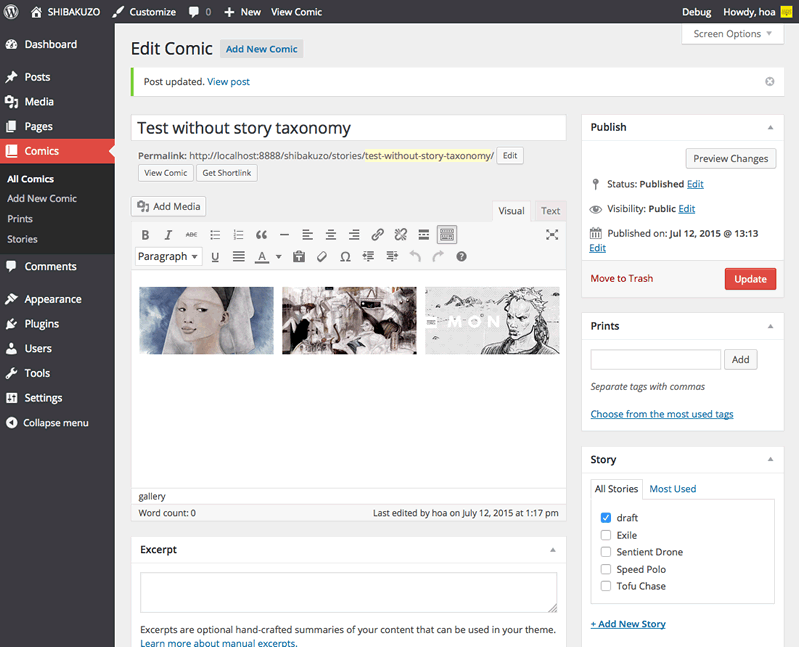 SHIBAKUZO Customize 0 New View Comic Debug Howdy, hoa
Screen Options
Dashboard
Posts
Media
Pages
Comics
All Comics
Add New Comic
Prints
Stories
Comments
Appearance
Plugins
Users
Tools
Settings
Collapse menu
Edit Comic Add New Comic
Post updated. View post
Test without story taxonomy
Permalink: http://localhost:8888/shibakuzo/stories/test-without-story-taxonomy/ Edit
View Comic Get Shortlink
Add Media
Visual Text
B I ABC
Paragraph U A Ω ?
MON
gallery
Word count: 0 Last edited by hoa on July 12, 2015 at 1:17 pm
Excerpt
Excerpts are optional hand-crafted summaries of your content that can be used in your theme.
Learn more about manual excerpts.
Publish
Preview Changes
Status: Published Edit
Visibility: Public Edit
Published on: Jul 12, 2015 @ 13:13
Edit
Move to Trash Update
Prints
Add
Separate tags with commas
Choose from the most used tags
Story
All Stories Most Used
draft
Exile
Sentient Drone
Speed Polo
Tofu Chase
+ Add New Story